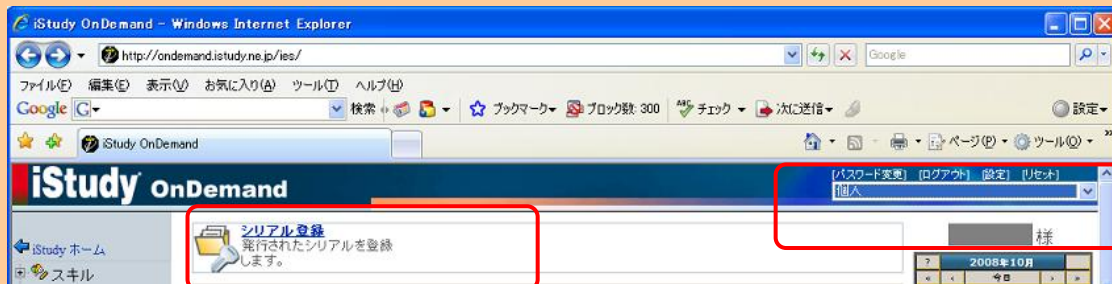 iStudy OnDemand - Windows Internet Explorer
http://ondemand.istudy.ne.jp/ies/
Google
ファイル(F) 編集(E) 表示(V) お気に入り(A) ツール(T) ヘルプ(H)
Google G 検索 ブックマーク ブロック数: 300 チェック 次に送信 設定
iStudy OnDemand ページ(P) ツール(O) »
iStudy OnDemand
[パスワード変更] [ログアウト] [設定] [リセット]
個人
シリアル登録
発行されたシリアルを登録
します。
iStudy ホーム
スキル
様
? 2008年10月
« ‹ 今日 › »